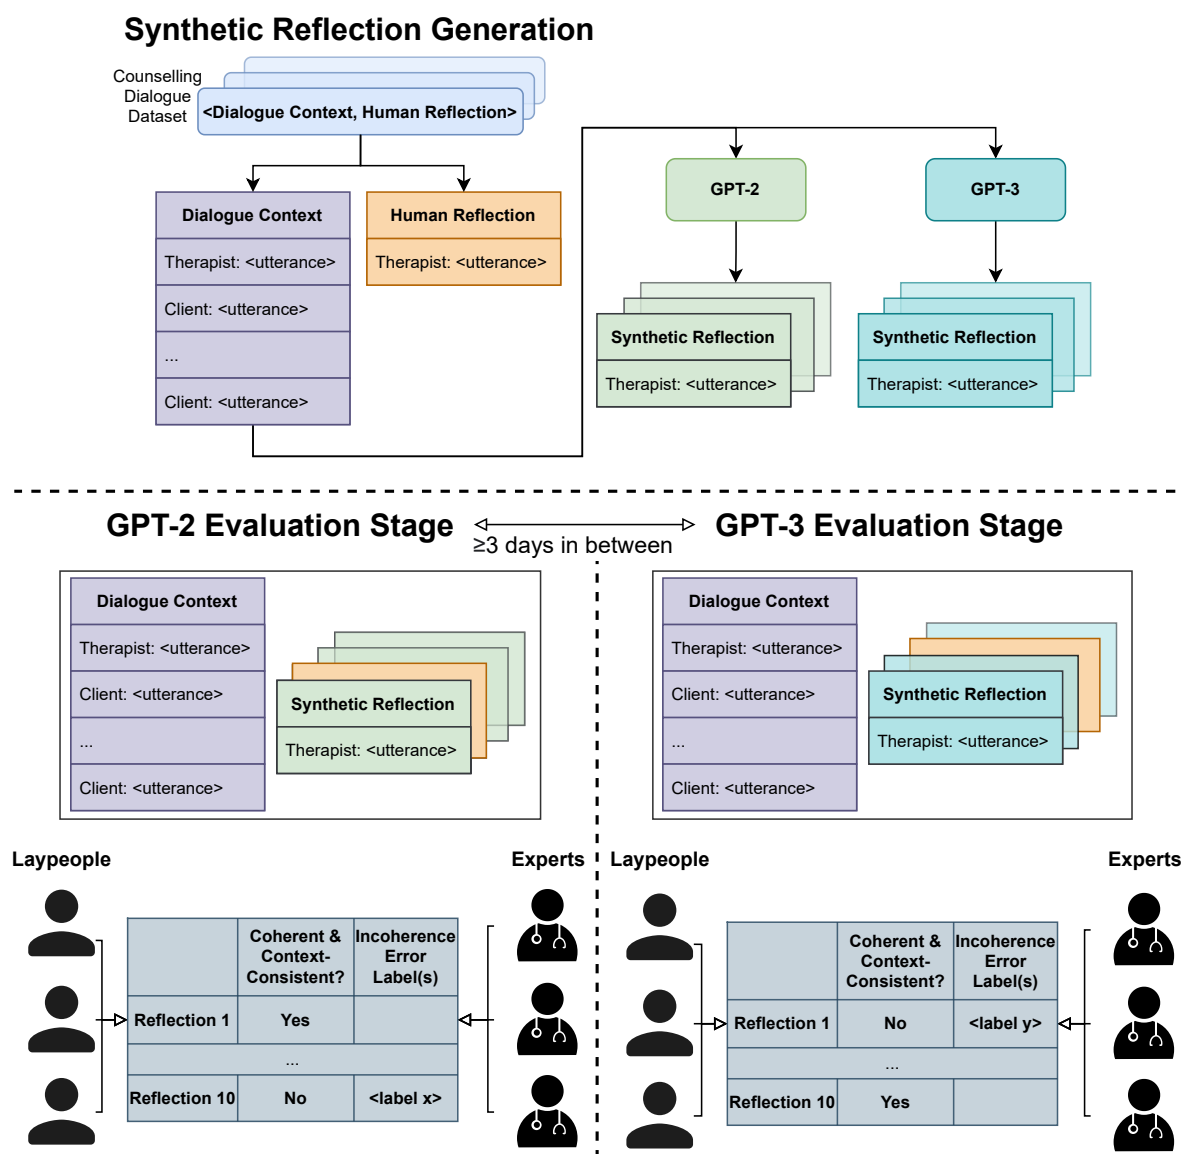 Synthetic Reflection Generation
Counselling
Dialogue
Dataset
<Dialogue Context, Human Reflection>
Dialogue Context
Therapist: <utterance>
Client: <utterance>
...
Client: <utterance>
Human Reflection
Therapist: <utterance>
GPT-2
GPT-3
Synthetic Reflection
Therapist: <utterance>
Synthetic Reflection
Therapist: <utterance>
GPT-2 Evaluation Stage
≥3 days in between
GPT-3 Evaluation Stage
Dialogue Context
Therapist: <utterance>
Client: <utterance>
...
Client: <utterance>
Synthetic Reflection
Therapist: <utterance>
Dialogue Context
Therapist: <utterance>
Client: <utterance>
...
Client: <utterance>
Synthetic Reflection
Therapist: <utterance>
Laypeople
Experts
Coherent &
Context-
Consistent?
Incoherence
Error
Label(s)
Reflection 1
Yes
...
Reflection 10
No
<label x>
Laypeople
Experts
Coherent &
Context-
Consistent?
Incoherence
Error
Label(s)
Reflection 1
No
<label y>
...
Reflection 10
Yes